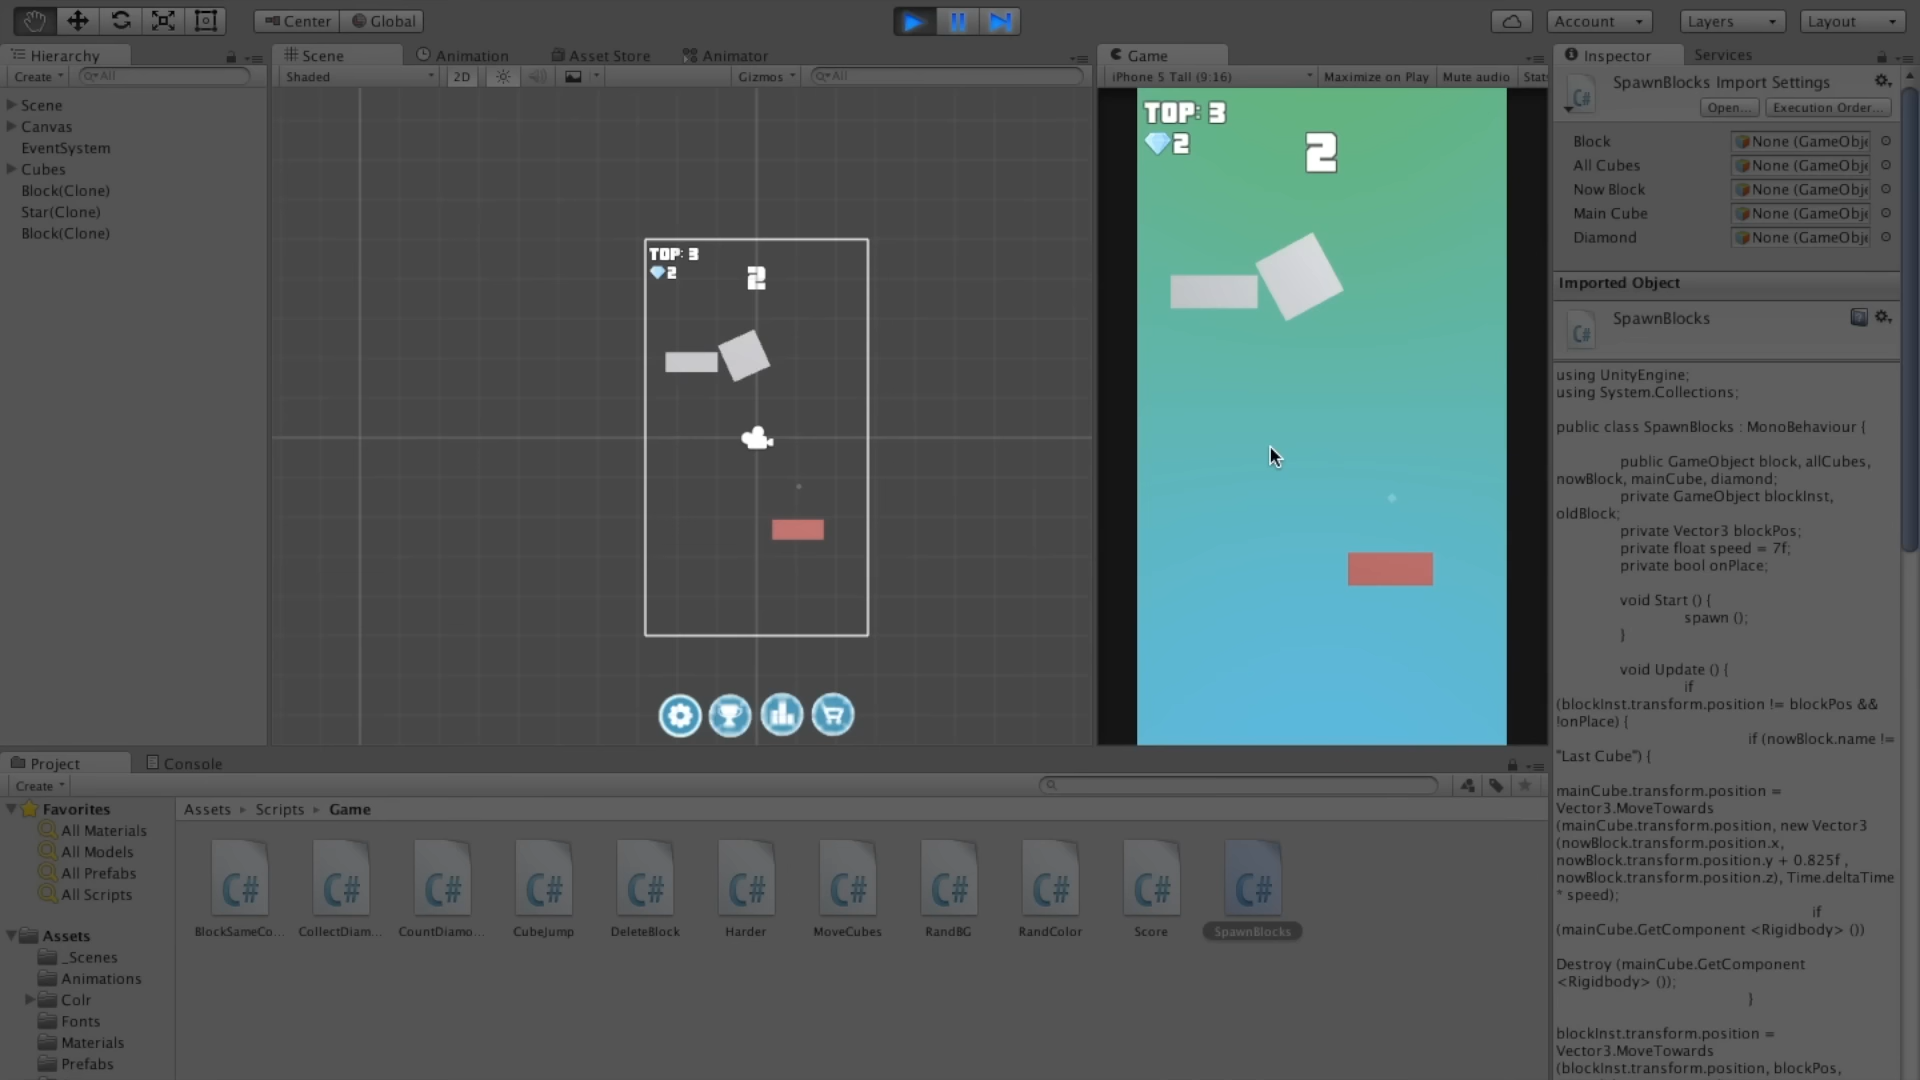 Center
Global
Account
Layers
Layout
Hierarchy
Scene
Animation
Asset Store
Animator
Game
Inspector
Services
Create
All
Shaded
2D
Gizmos
All
iPhone 5 Tall (9:16)
Maximize on Play
Mute audio
Stats
Scene
Canvas
EventSystem
Cubes
Block(Clone)
Star(Clone)
Block(Clone)
TOP: 3
2
2
TOP: 3
2
2
SpawnBlocks Import Settings
Open...
Execution Order...
Block
None (GameObje
All Cubes
None (GameObje
Now Block
None (GameObje
Main Cube
None (GameObje
Diamond
None (GameObje
Imported Object
SpawnBlocks
using UnityEngine;
using System.Collections;
public class SpawnBlocks : MonoBehaviour {
public GameObject block, allCubes,
nowBlock, mainCube, diamond;
private GameObject blockInst,
oldBlock;
private Vector3 blockPos;
private float speed = 7f;
private bool onPlace;
void Start () {
spawn ();
}
void Update () {
if
(blockInst.transform.position != blockPos &&
!onPlace) {
if (nowBlock.name !=
"Last Cube") {
mainCube.transform.position =
Vector3.MoveTowards
(mainCube.transform.position, new Vector3
(nowBlock.transform.position.x,
nowBlock.transform.position.y + 0.825f ,
nowBlock.transform.position.z), Time.deltaTime
* speed);
if
(mainCube.GetComponent <Rigidbody> ())
Destroy (mainCube.GetComponent
<Rigidbody> ());
}
blockInst.transform.position =
Vector3.MoveTowards
(blockInst.transform.position, blockPos,
Project
Console
Create
Favorites
All Materials
All Models
All Prefabs
All Scripts
Assets
_Scenes
Animations
Colr
Fonts
Materials
Prefabs
Assets
Scripts
Game
C#
C#
C#
C#
C#
C#
C#
C#
C#
C#
C#
BlockSameCo...
CollectDiam...
CountDiamo...
CubeJump
DeleteBlock
Harder
MoveCubes
RandBG
RandColor
Score
SpawnBlocks